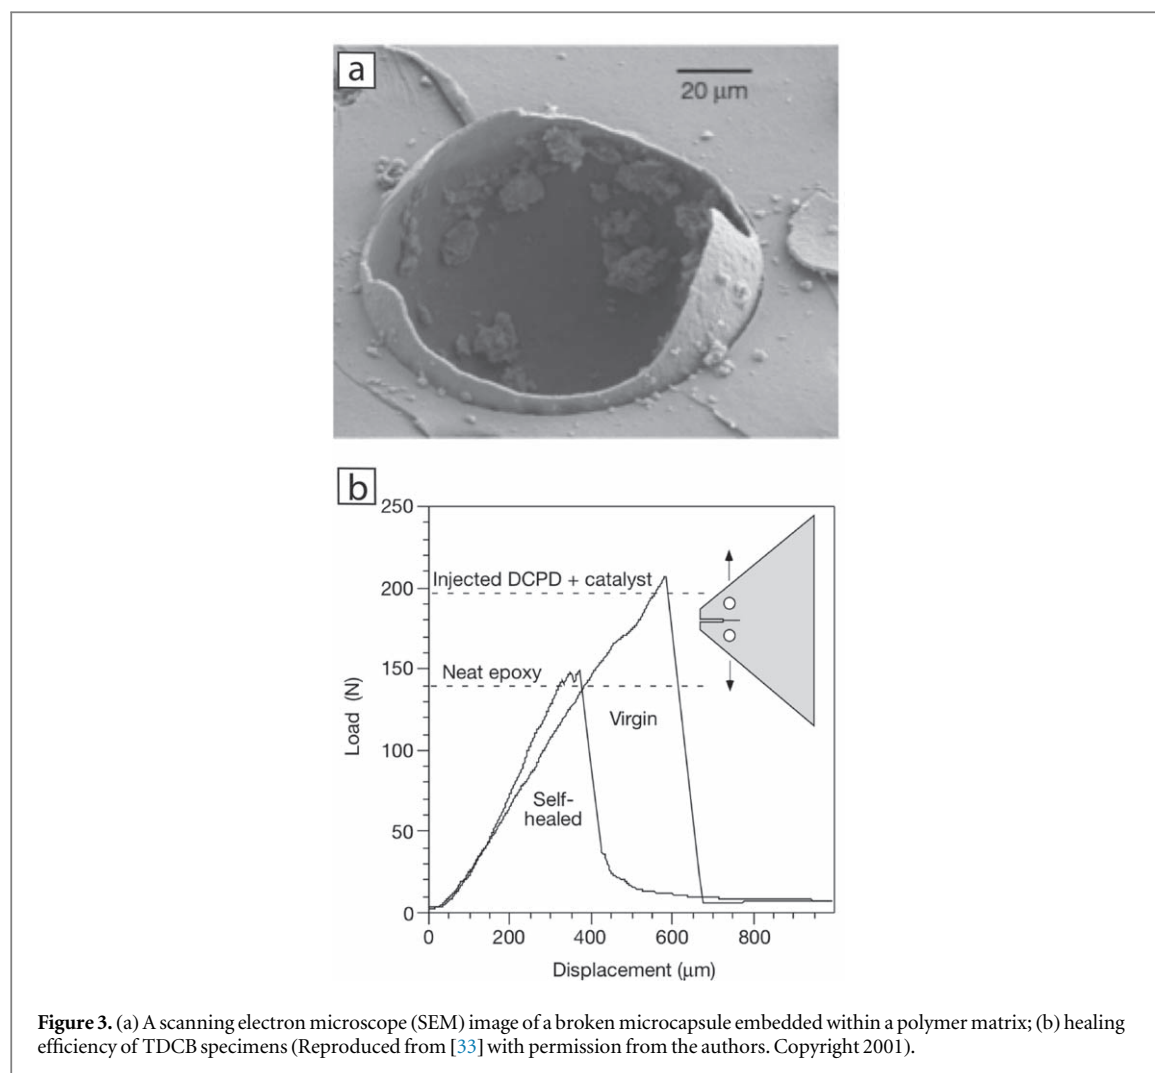 a
20 μm
b
250
200
150
100
50
0
Load (N)
Injected DCPD + catalyst
Neat epoxy
Virgin
Self-
healed
0 200 400 600 800
Displacement (μm)
Figure 3. (a) A scanning electron microscope (SEM) image of a broken microcapsule embedded within a polymer matrix; (b) healing
efficiency of TDCB specimens (Reproduced from [33] with permission from the authors. Copyright 2001).